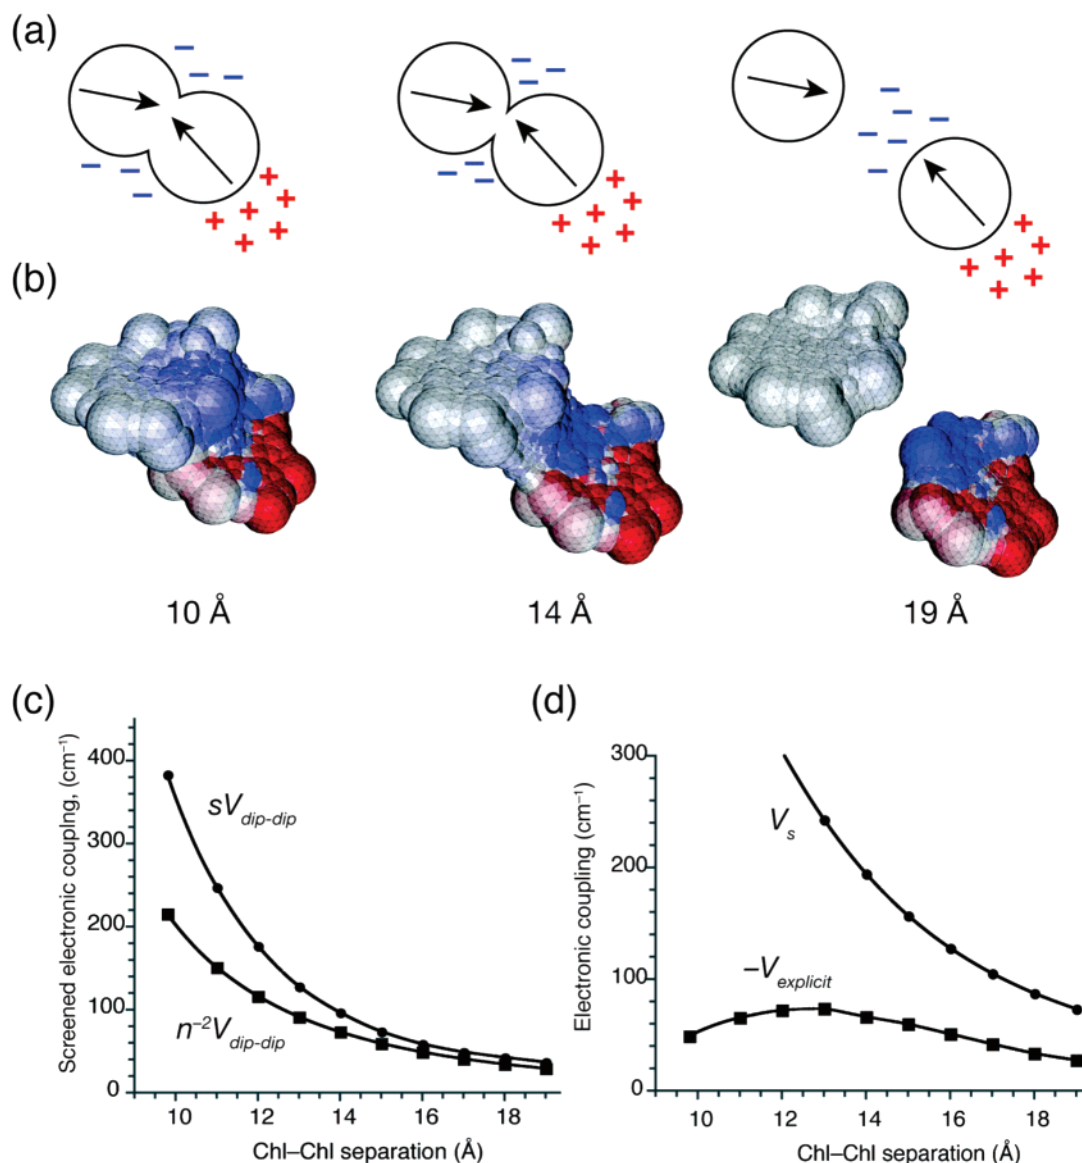 (a)
(b)
10 Å 14 Å 19 Å
(c)
(d)
Screened electronic couplng, (cm⁻¹)
400
300
200
100
0
sV_dip-dip
n⁻²V_dip-dip
10 12 14 16 18
Chl–Chl separation (Å)
Electronic coupling (cm⁻¹)
300
200
100
0
V_s
–V_explicit
10 12 14 16 18
Chl–Chl separation (Å)